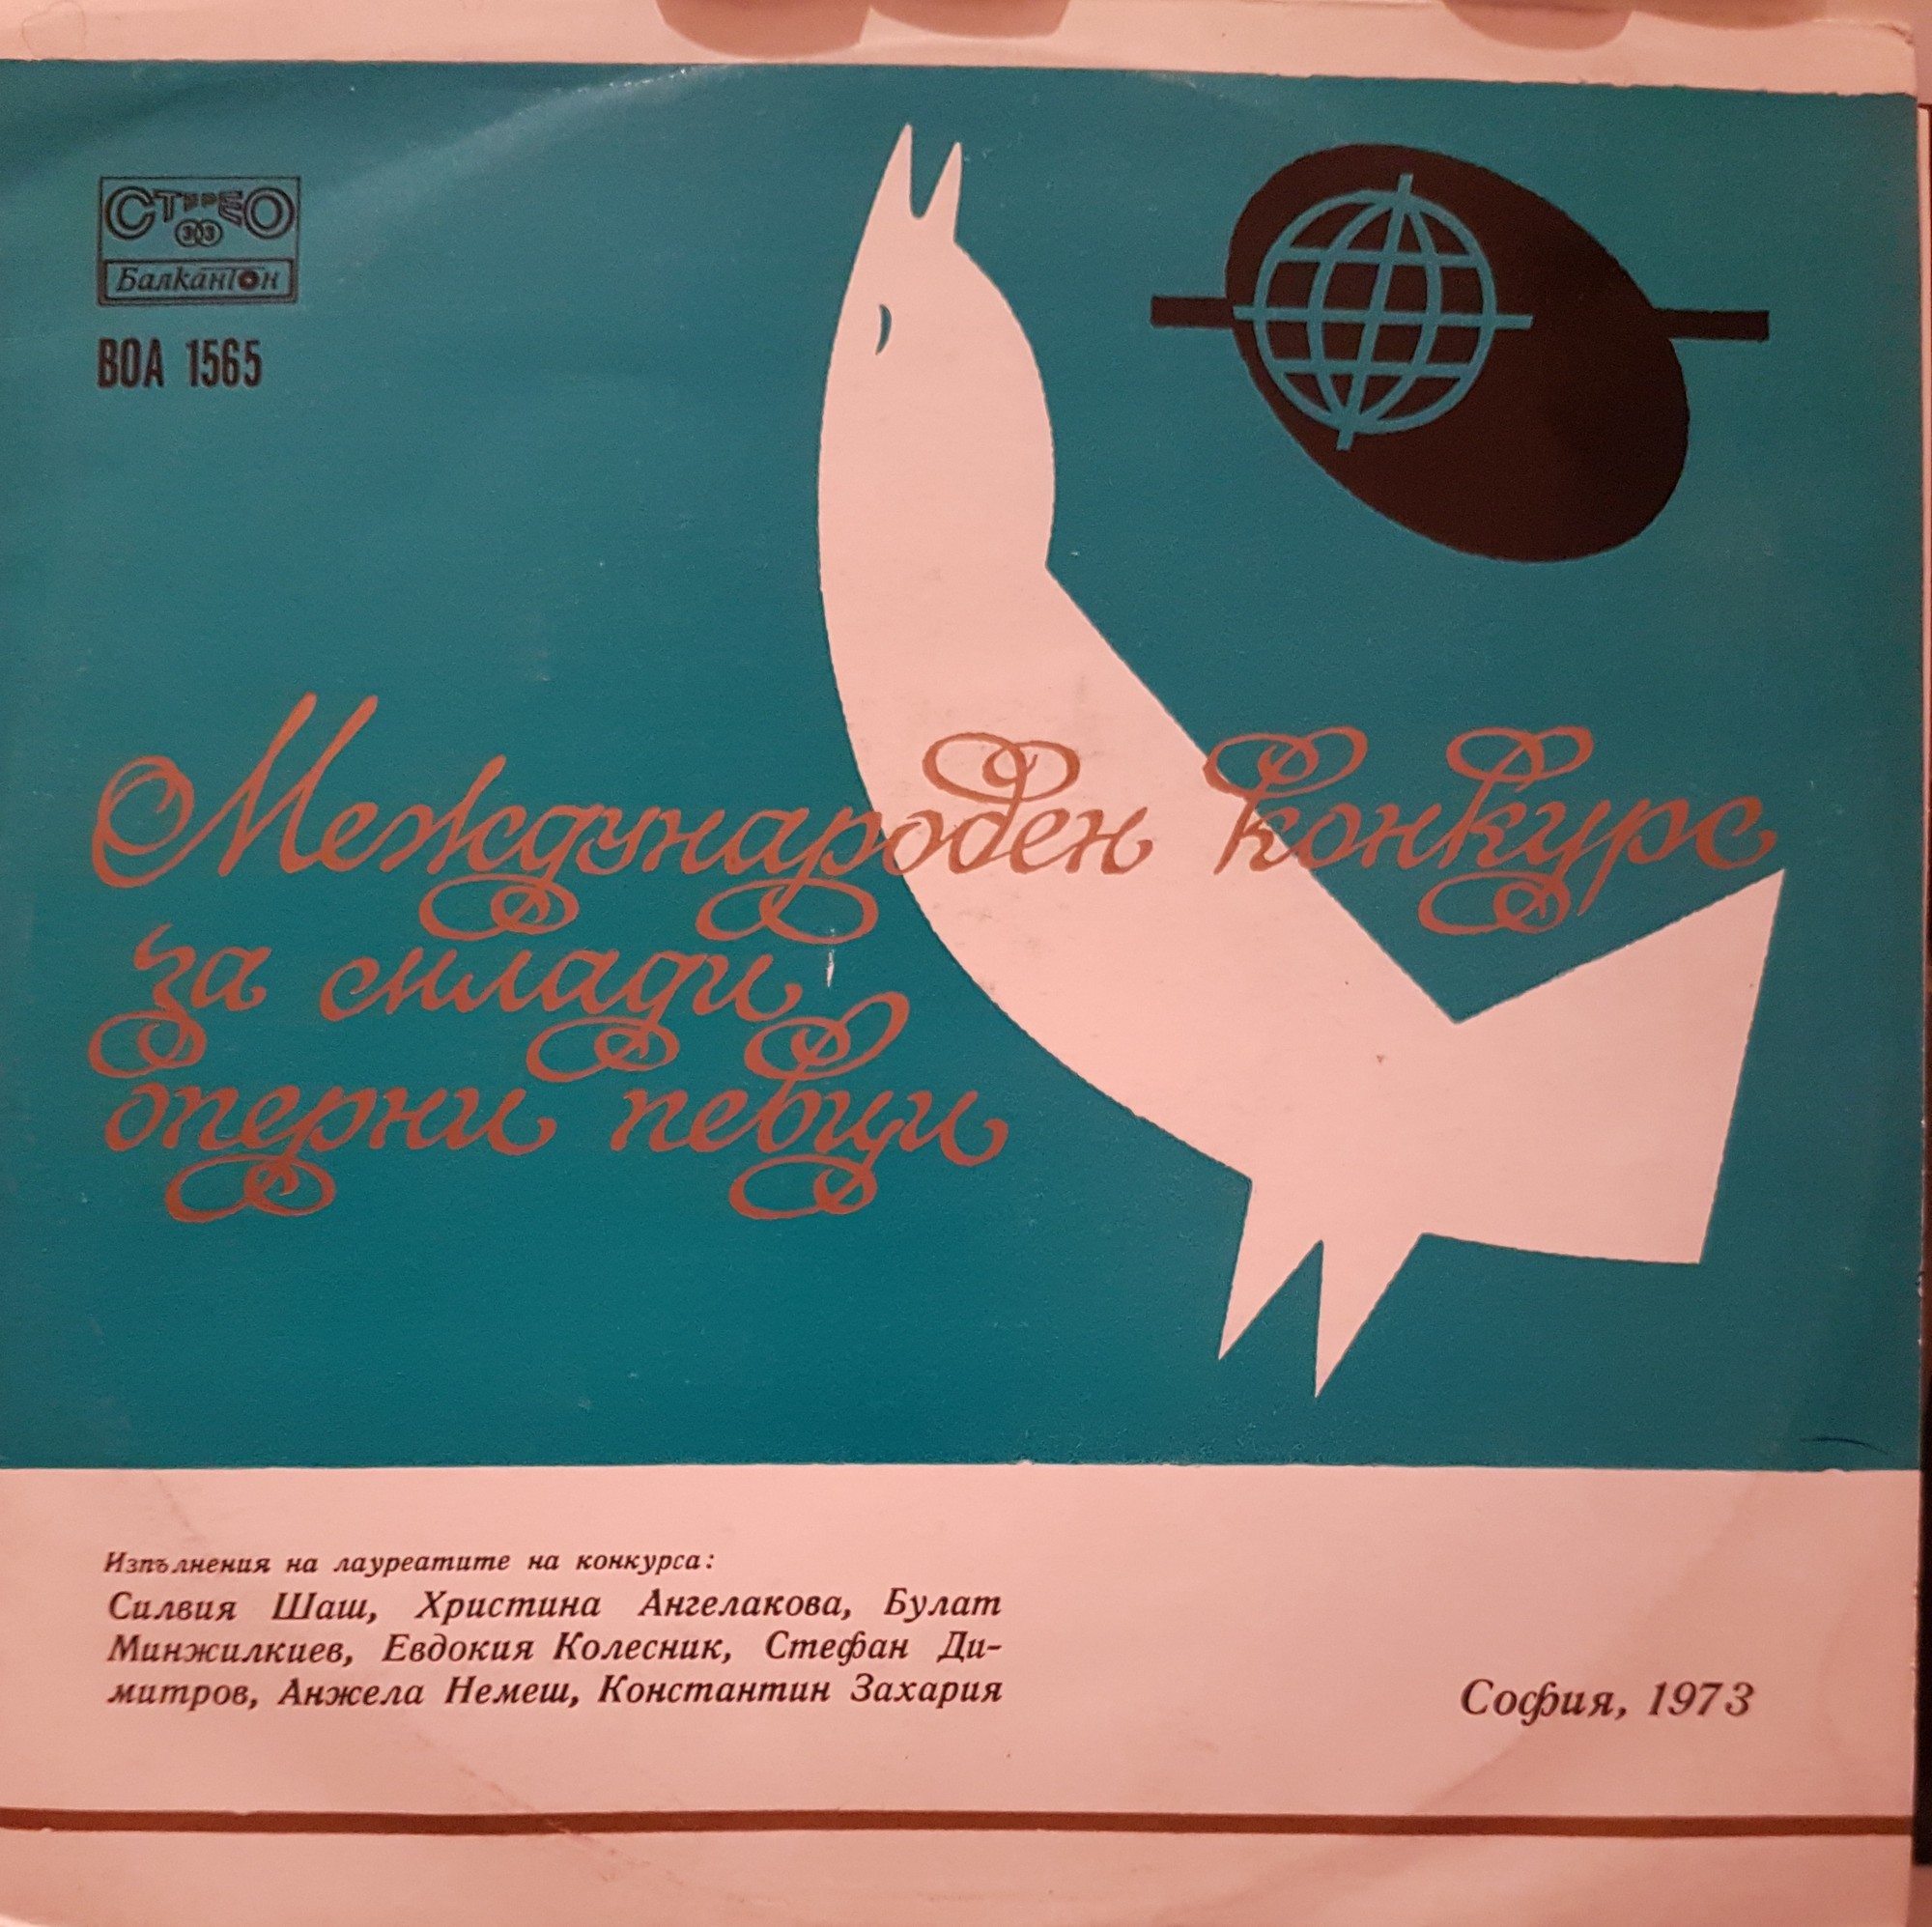 СТЕРЕО
33
Балкантон
ВОА 1565
Международен конкурс
за млади
оперни певци
Изпълнения на лауреатите на конкурса:
Силвия Шаш, Христина Ангелакова, Булат
Минжилкиев, Евдокия Колесник, Стефан Ди-
митров, Анжела Немеш, Константин Захария
София, 1973